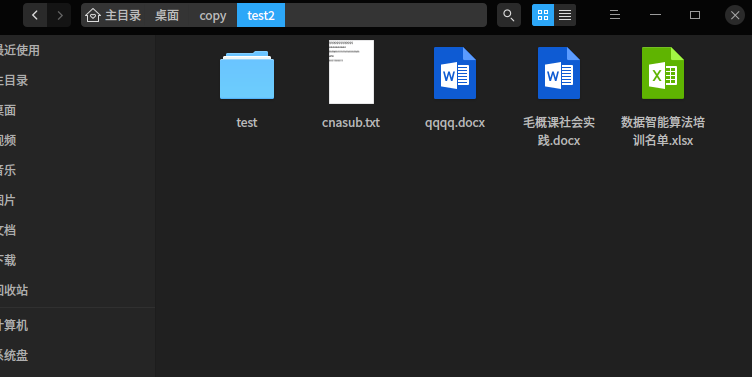 主目录 桌面 copy test2
最近使用
主目录
桌面
视频
音乐
图片
文档
下载
回收站
计算机
系统盘
test
cnasub.txt
qqqq.docx
毛概课社会实
践.docx
数据智能算法培
训名单.xlsx